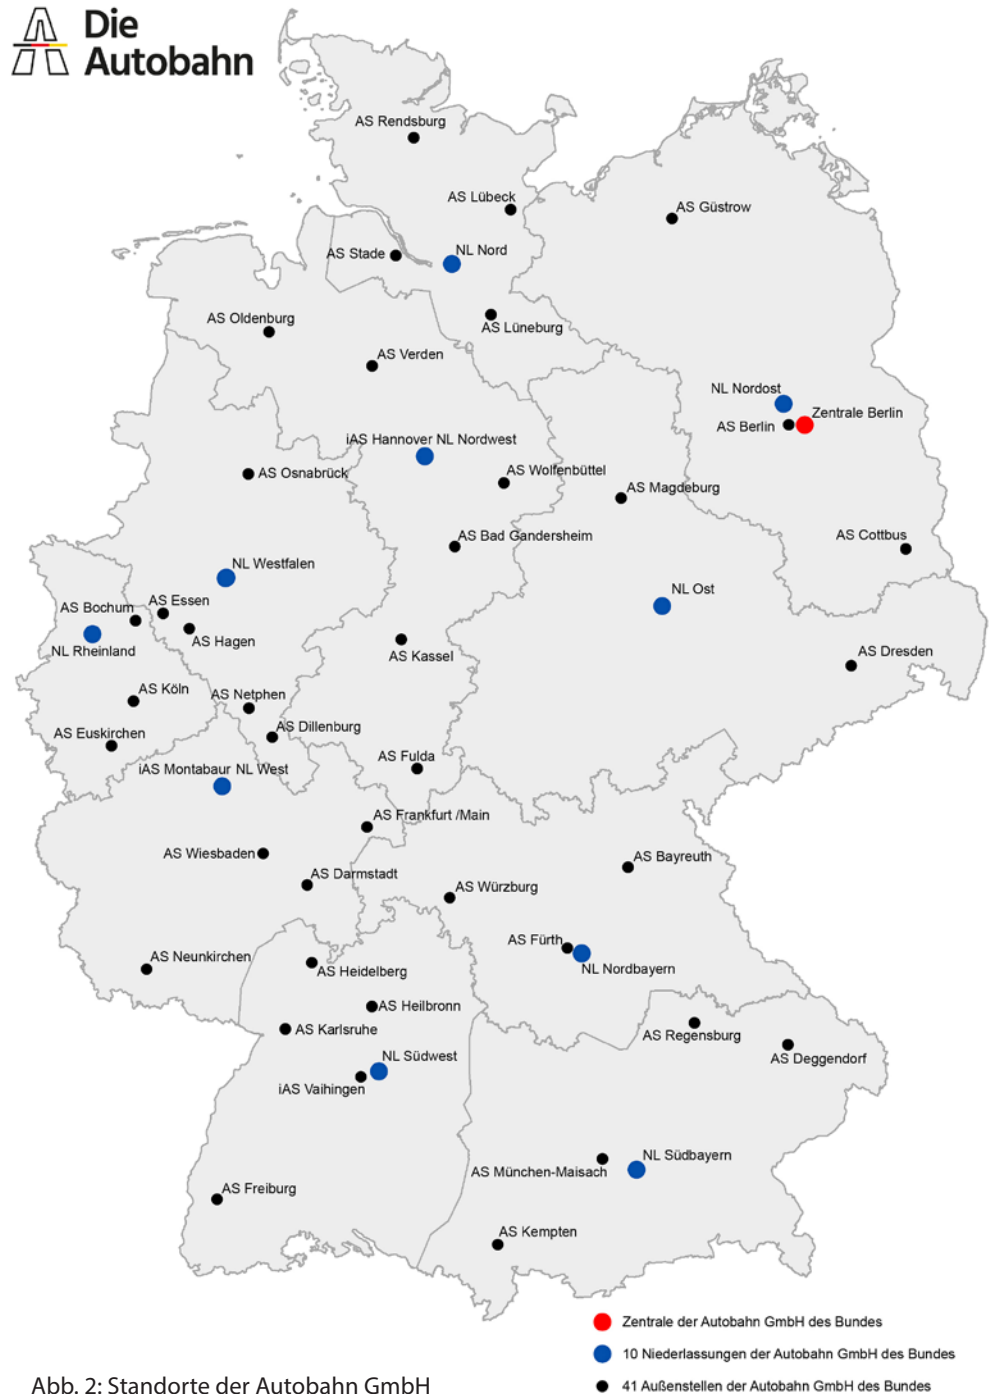 Die
Autobahn
AS Rendsburg
AS Lübeck
AS Güstrow
AS Stade
NL Nord
AS Oldenburg
AS Lüneburg
AS Verden
NL Nordost
Zentrale Berlin
AS Berlin
iAS Hannover NL Nordwest
AS Osnabrück
AS Wolfenbüttel
AS Magdeburg
AS Bad Gandersheim
AS Cottbus
NL Westfalen
NL Ost
AS Essen
AS Bochum
AS Hagen
NL Rheinland
AS Kassel
AS Dresden
AS Köln
AS Netphen
AS Euskirchen
AS Dillenburg
AS Fulda
iAS Montabaur NL West
AS Frankfurt /Main
AS Wiesbaden
AS Bayreuth
AS Darmstadt
AS Würzburg
AS Fürth
NL Nordbayern
AS Neunkirchen
AS Heidelberg
AS Heilbronn
AS Karlsruhe
AS Regensburg
NL Südwest
AS Deggendorf
iAS Vaihingen
NL Südbayern
AS München-Maisach
AS Freiburg
AS Kempten
Zentrale der Autobahn GmbH des Bundes
10 Niederlassungen der Autobahn GmbH des Bundes
41 Außenstellen der Autobahn GmbH des Bundes
Abb. 2: Standorte der Autobahn GmbH